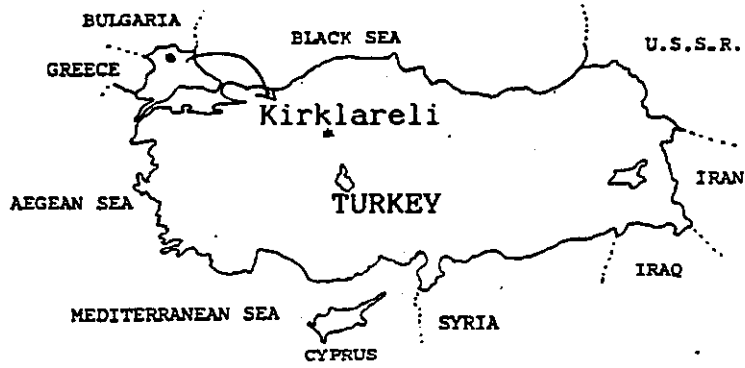 BULGARIA
BLACK SEA
U.S.S.R.
GREECE
Kirklareli
IRAN
AEGEAN SEA
TURKEY
IRAQ
MEDITERRANEAN SEA
SYRIA
CYPRUS